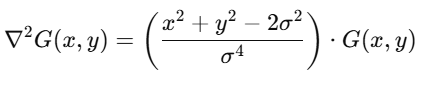 ∇²G(x, y) = ( (x² + y² − 2σ²) / σ⁴ ) · G(x, y)